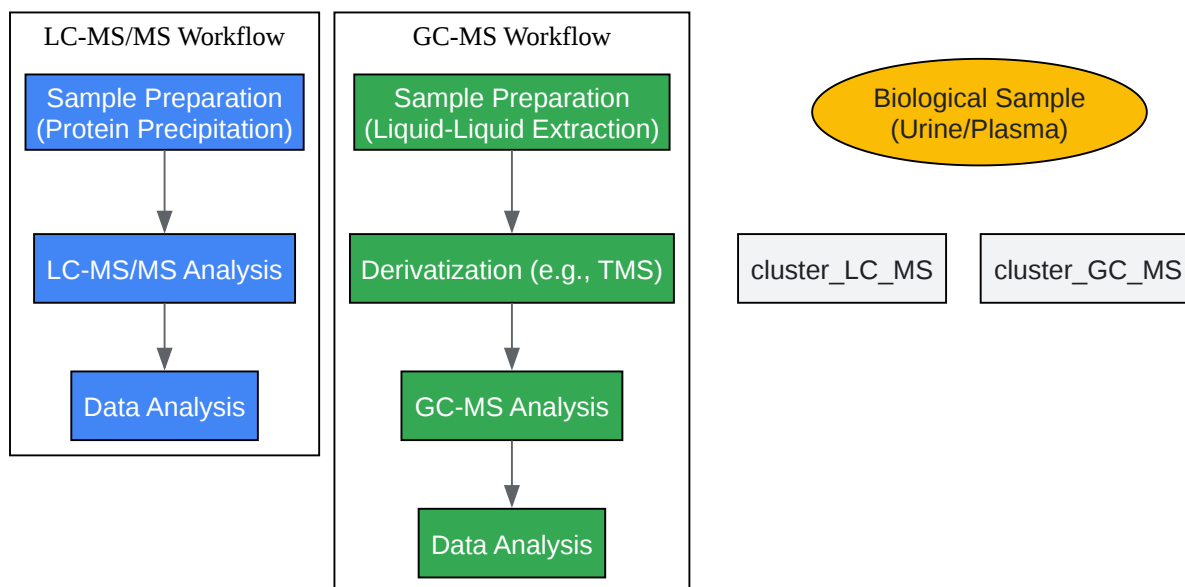 LC-MS/MS Workflow
Sample Preparation
(Protein Precipitation)
LC-MS/MS Analysis
Data Analysis
GC-MS Workflow
Sample Preparation
(Liquid-Liquid Extraction)
Derivatization (e.g., TMS)
GC-MS Analysis
Data Analysis
Biological Sample
(Urine/Plasma)
cluster_LC_MS
cluster_GC_MS